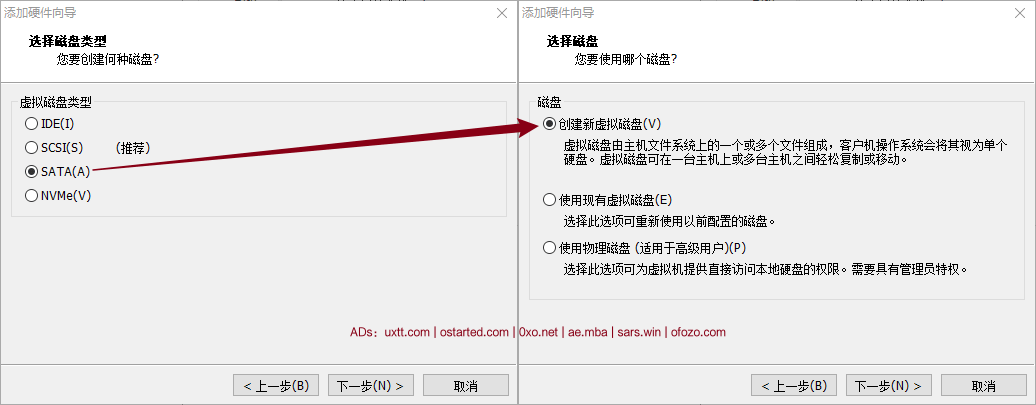 添加硬件向导
选择磁盘类型
您要创建何种磁盘?
虚拟磁盘类型
IDE(I)
SCSI(S) （推荐）
SATA(A)
NVMe(V)
< 上一步(B)
下一步(N) >
取消
添加硬件向导
选择磁盘
您要使用哪个磁盘?
磁盘
创建新虚拟磁盘(V)
虚拟磁盘由主机文件系统上的一个或多个文件组成，客户机操作系统会将其视为单个
硬盘。虚拟磁盘可在一台主机上或多台主机之间轻松复制或移动。
使用现有虚拟磁盘(E)
选择此选项可重新使用以前配置的磁盘。
使用物理磁盘 (适用于高级用户)(P)
选择此选项可为虚拟机提供直接访问本地硬盘的权限。需要具有管理员特权。
ADs：uxtt.com | ostarted.com | 0xo.net | ae.mba | sars.win | ofozo.com
< 上一步(B)
下一步(N) >
取消